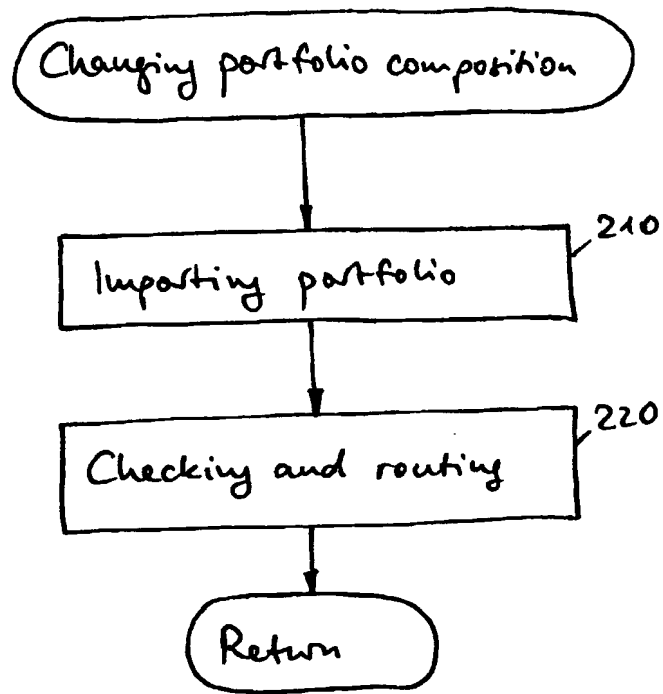 Changing portfolio composition
210
Importing portfolio
220
Checking and routing
Return